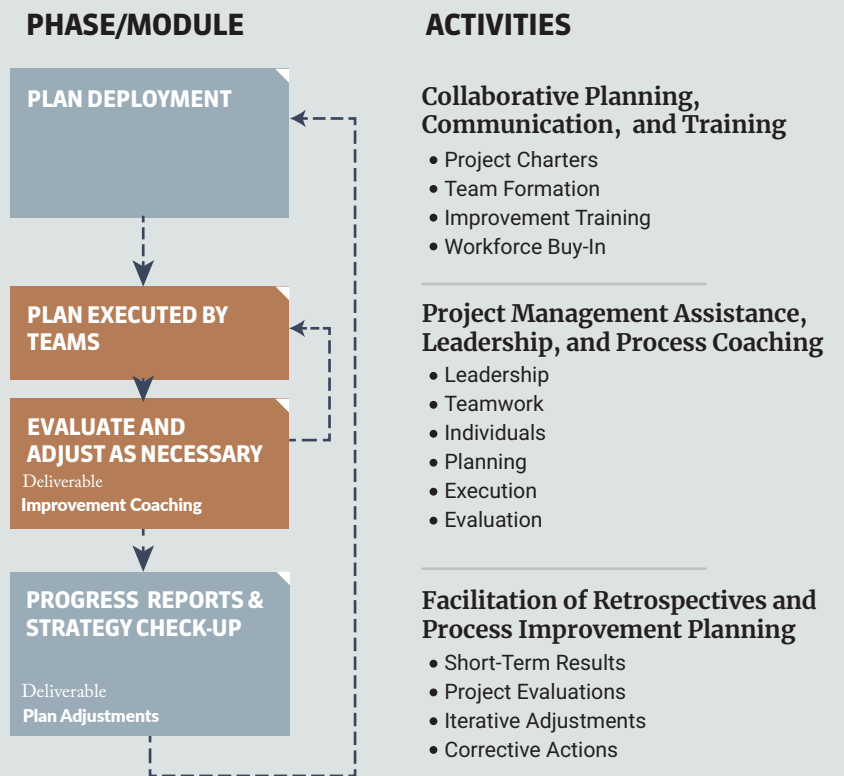 PHASE/MODULE
ACTIVITIES
PLAN DEPLOYMENT
Collaborative Planning,
Communication, and Training
• Project Charters
• Team Formation
• Improvement Training
• Workforce Buy-In
PLAN EXECUTED BY
TEAMS
EVALUATE AND
ADJUST AS NECESSARY
Deliverable
Improvement Coaching
Project Management Assistance,
Leadership, and Process Coaching
• Leadership
• Teamwork
• Individuals
• Planning
• Execution
• Evaluation
PROGRESS REPORTS &
STRATEGY CHECK-UP
Deliverable
Plan Adjustments
Facilitation of Retrospectives and
Process Improvement Planning
• Short-Term Results
• Project Evaluations
• Iterative Adjustments
• Corrective Actions